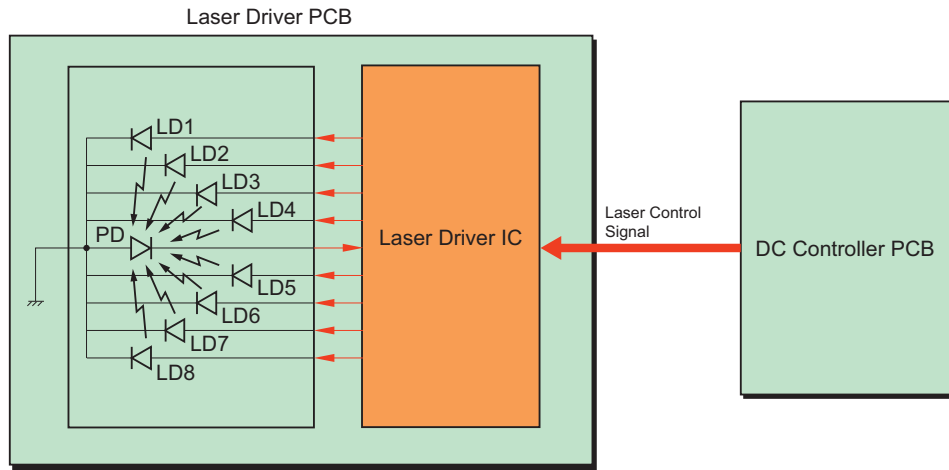 Laser Driver PCB
LD1
LD2
LD3
LD4
PD
LD5
LD6
LD7
LD8
Laser Driver IC
Laser Control
Signal
DC Controller PCB